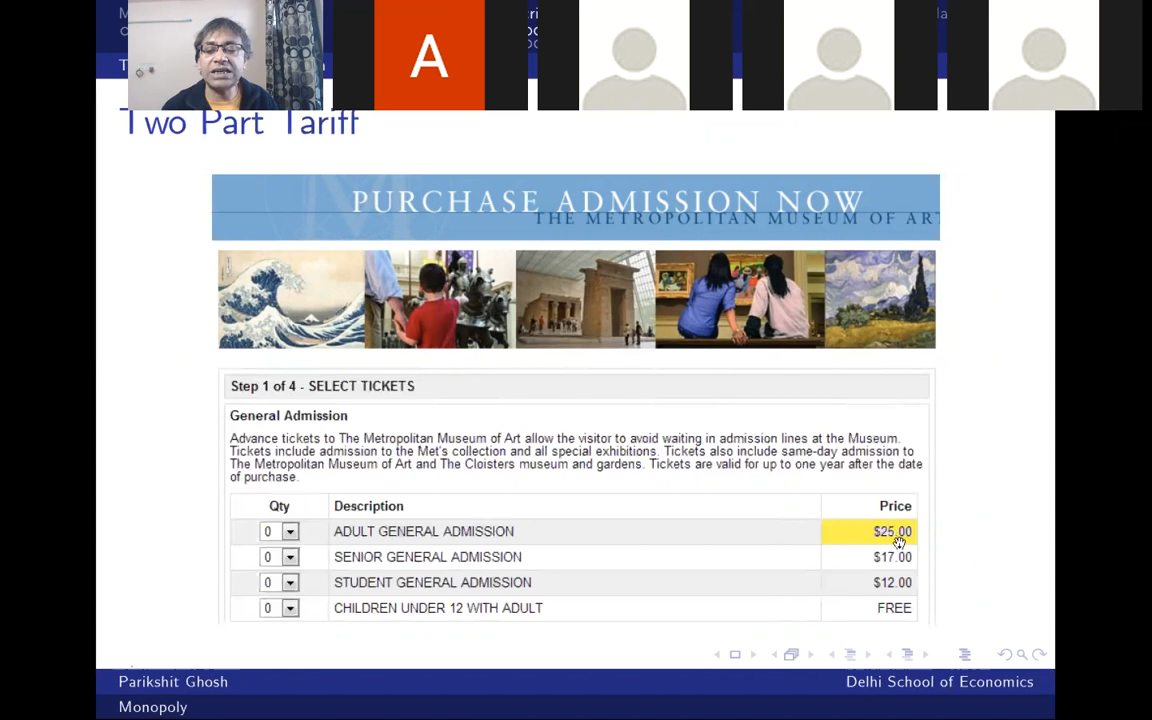 A
Two Part Tariff
PURCHASE ADMISSION NOW
THE METROPOLITAN MUSEUM OF ART
Step 1 of 4 - SELECT TICKETS
General Admission
Advance tickets to The Metropolitan Museum of Art allow the visitor to avoid waiting in admission lines at the Museum.
Tickets include admission to the Met's collection and all special exhibitions. Tickets also include same-day admission to
The Metropolitan Museum of Art and The Cloisters museum and gardens. Tickets are valid for up to one year after the date
of purchase.
Qty Description Price
0 ADULT GENERAL ADMISSION $25.00
0 SENIOR GENERAL ADMISSION $17.00
0 STUDENT GENERAL ADMISSION $12.00
0 CHILDREN UNDER 12 WITH ADULT FREE
Parikshit Ghosh Delhi School of Economics
Monopoly